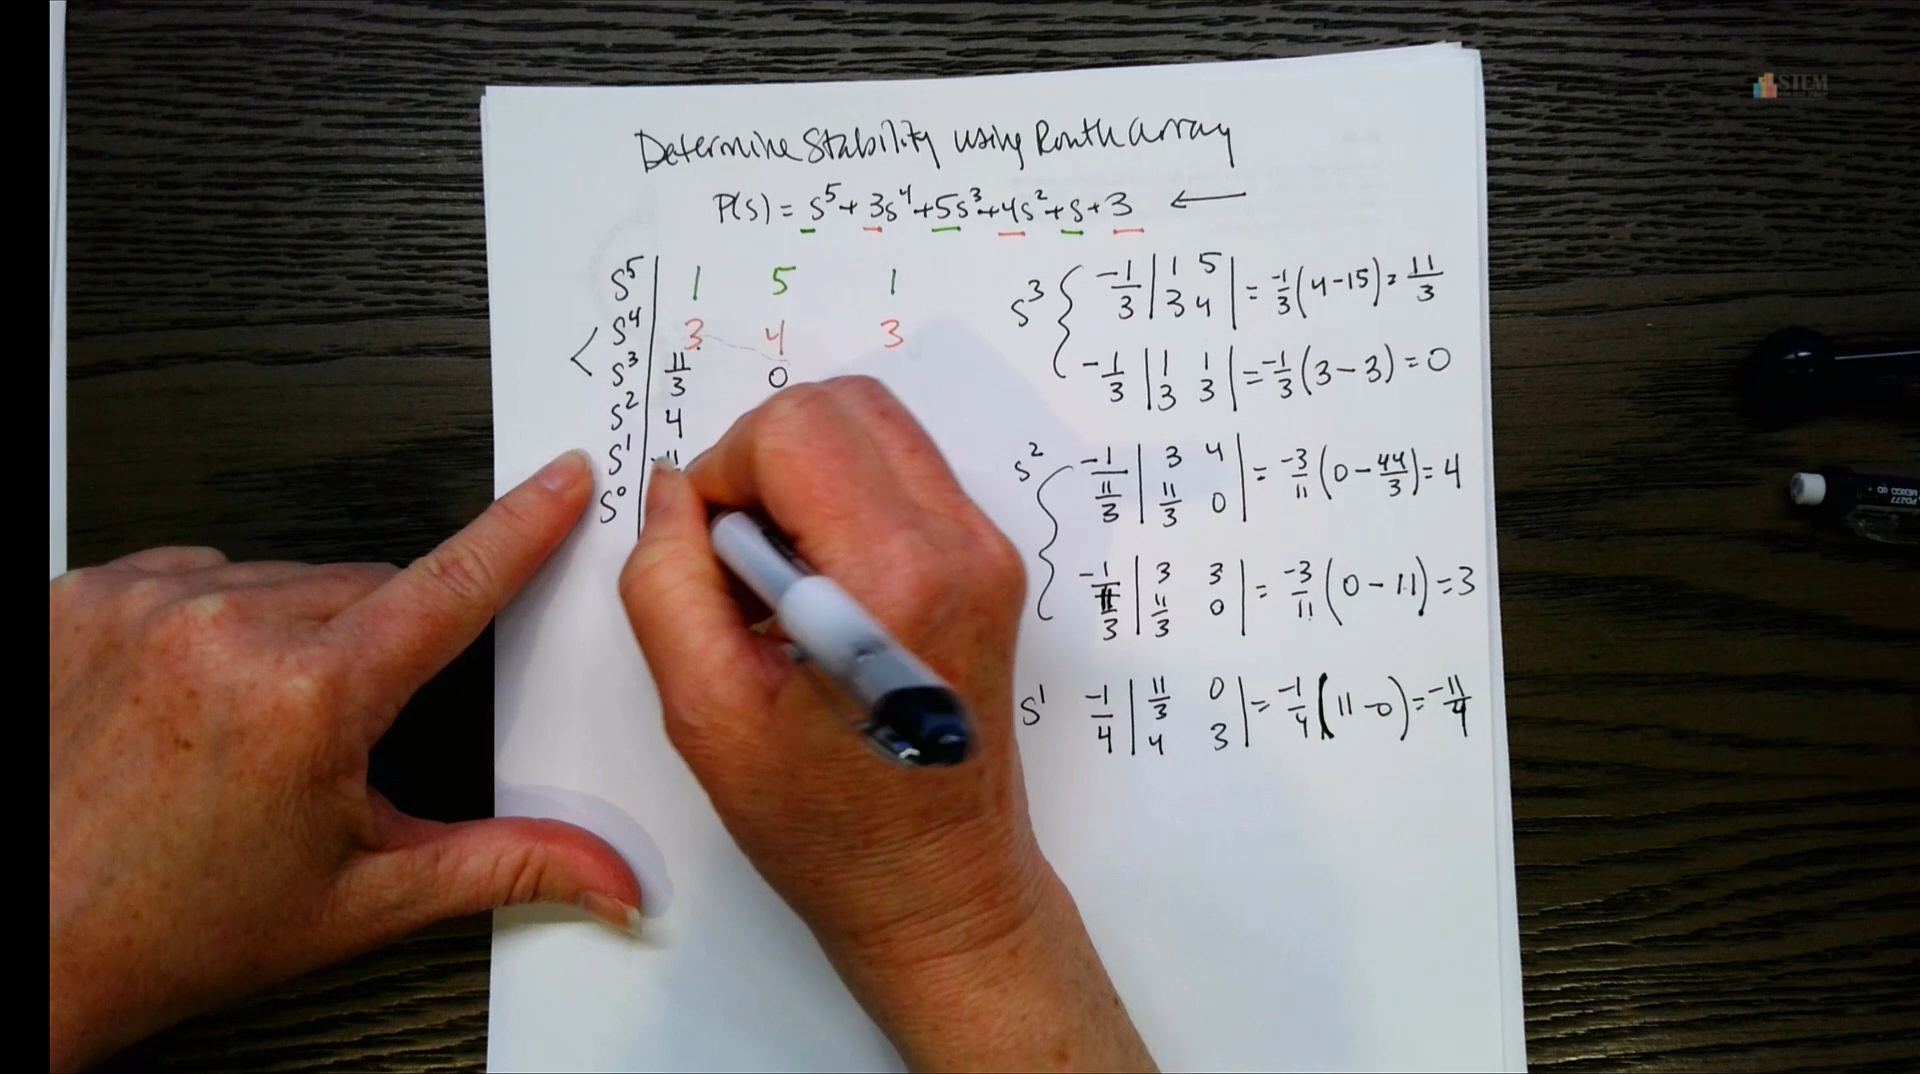 STEM
Determine Stability using Routh array
P(s) = s⁵ + 3s⁴ + 5s³ + 4s² + s + 3 ←
s⁵ | 1 5 1
s⁴ | 3 4 3
s³ | 11/3 0
s² | 4
s¹ | -11
s⁰ |
s³ { -1/3 | 1 5 ; 3 4 | = -1/3 (4 - 15) = 11/3
-1/3 | 1 1 ; 3 3 | = -1/3 (3 - 3) = 0
s² { -1/(11/3) | 3 4 ; 11/3 0 | = -3/11 (0 - 44/3) = 4
-1/(11/3) | 3 3 ; 11/3 0 | = -3/11 (0 - 11) = 3
s¹ -1/4 | 11/3 0 ; 4 3 | = -1/4 (11 - 0) = -11/4
PD277
MEXICO